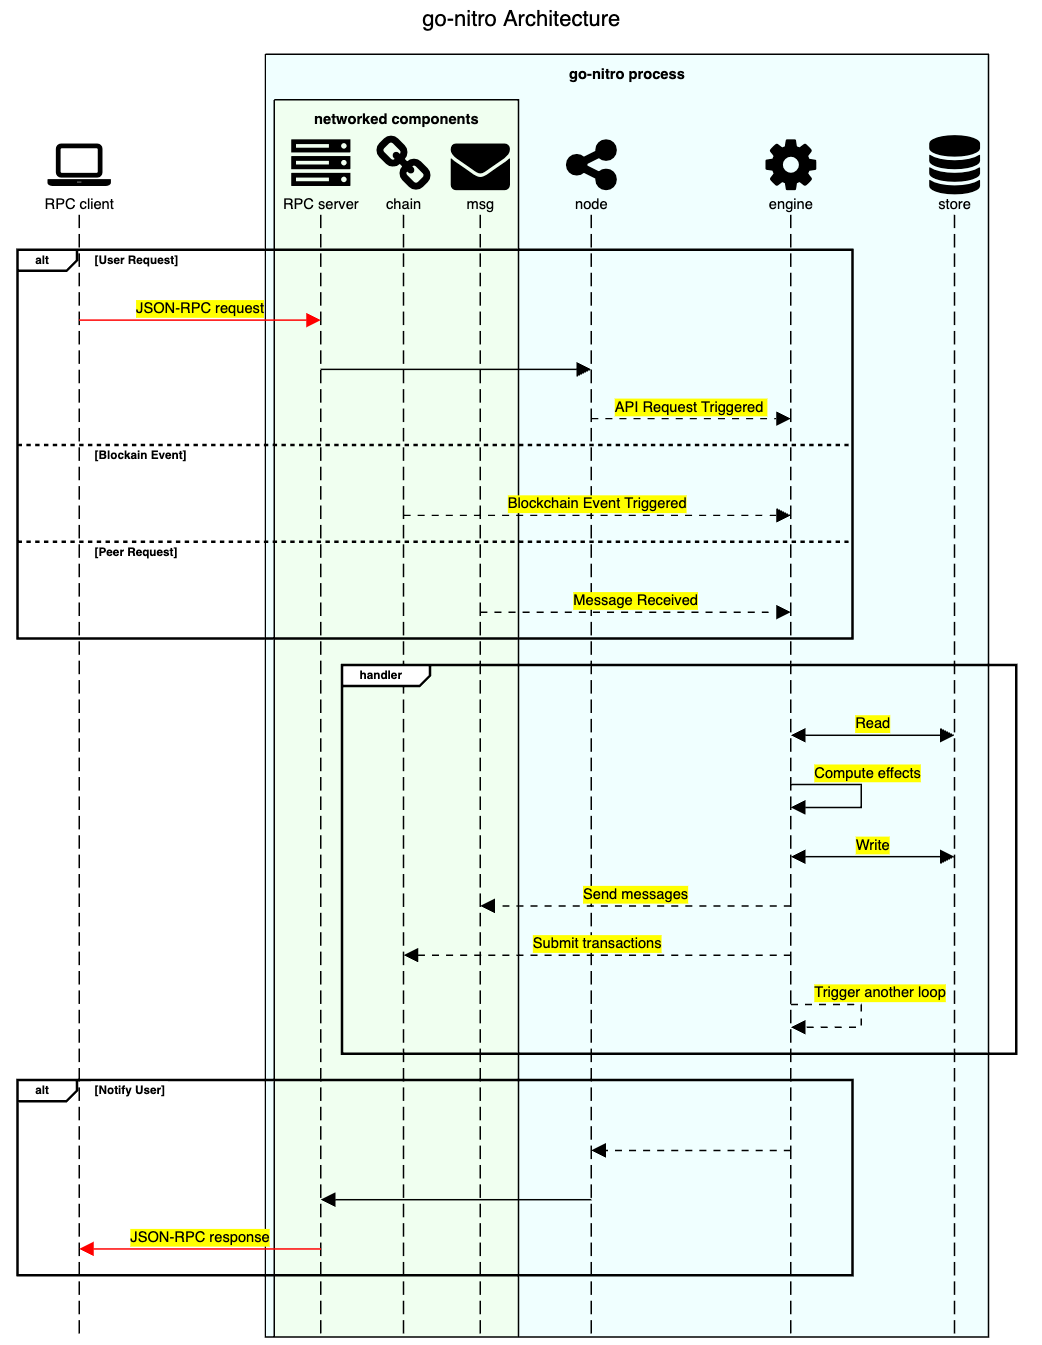 go-nitro Architecture
go-nitro process
networked components
RPC client
RPC server
chain
msg
node
engine
store
alt
[User Request]
JSON-RPC request
API Request Triggered
[Blockain Event]
Blockchain Event Triggered
[Peer Request]
Message Received
handler
Read
Compute effects
Write
Send messages
Submit transactions
Trigger another loop
alt
[Notify User]
JSON-RPC response